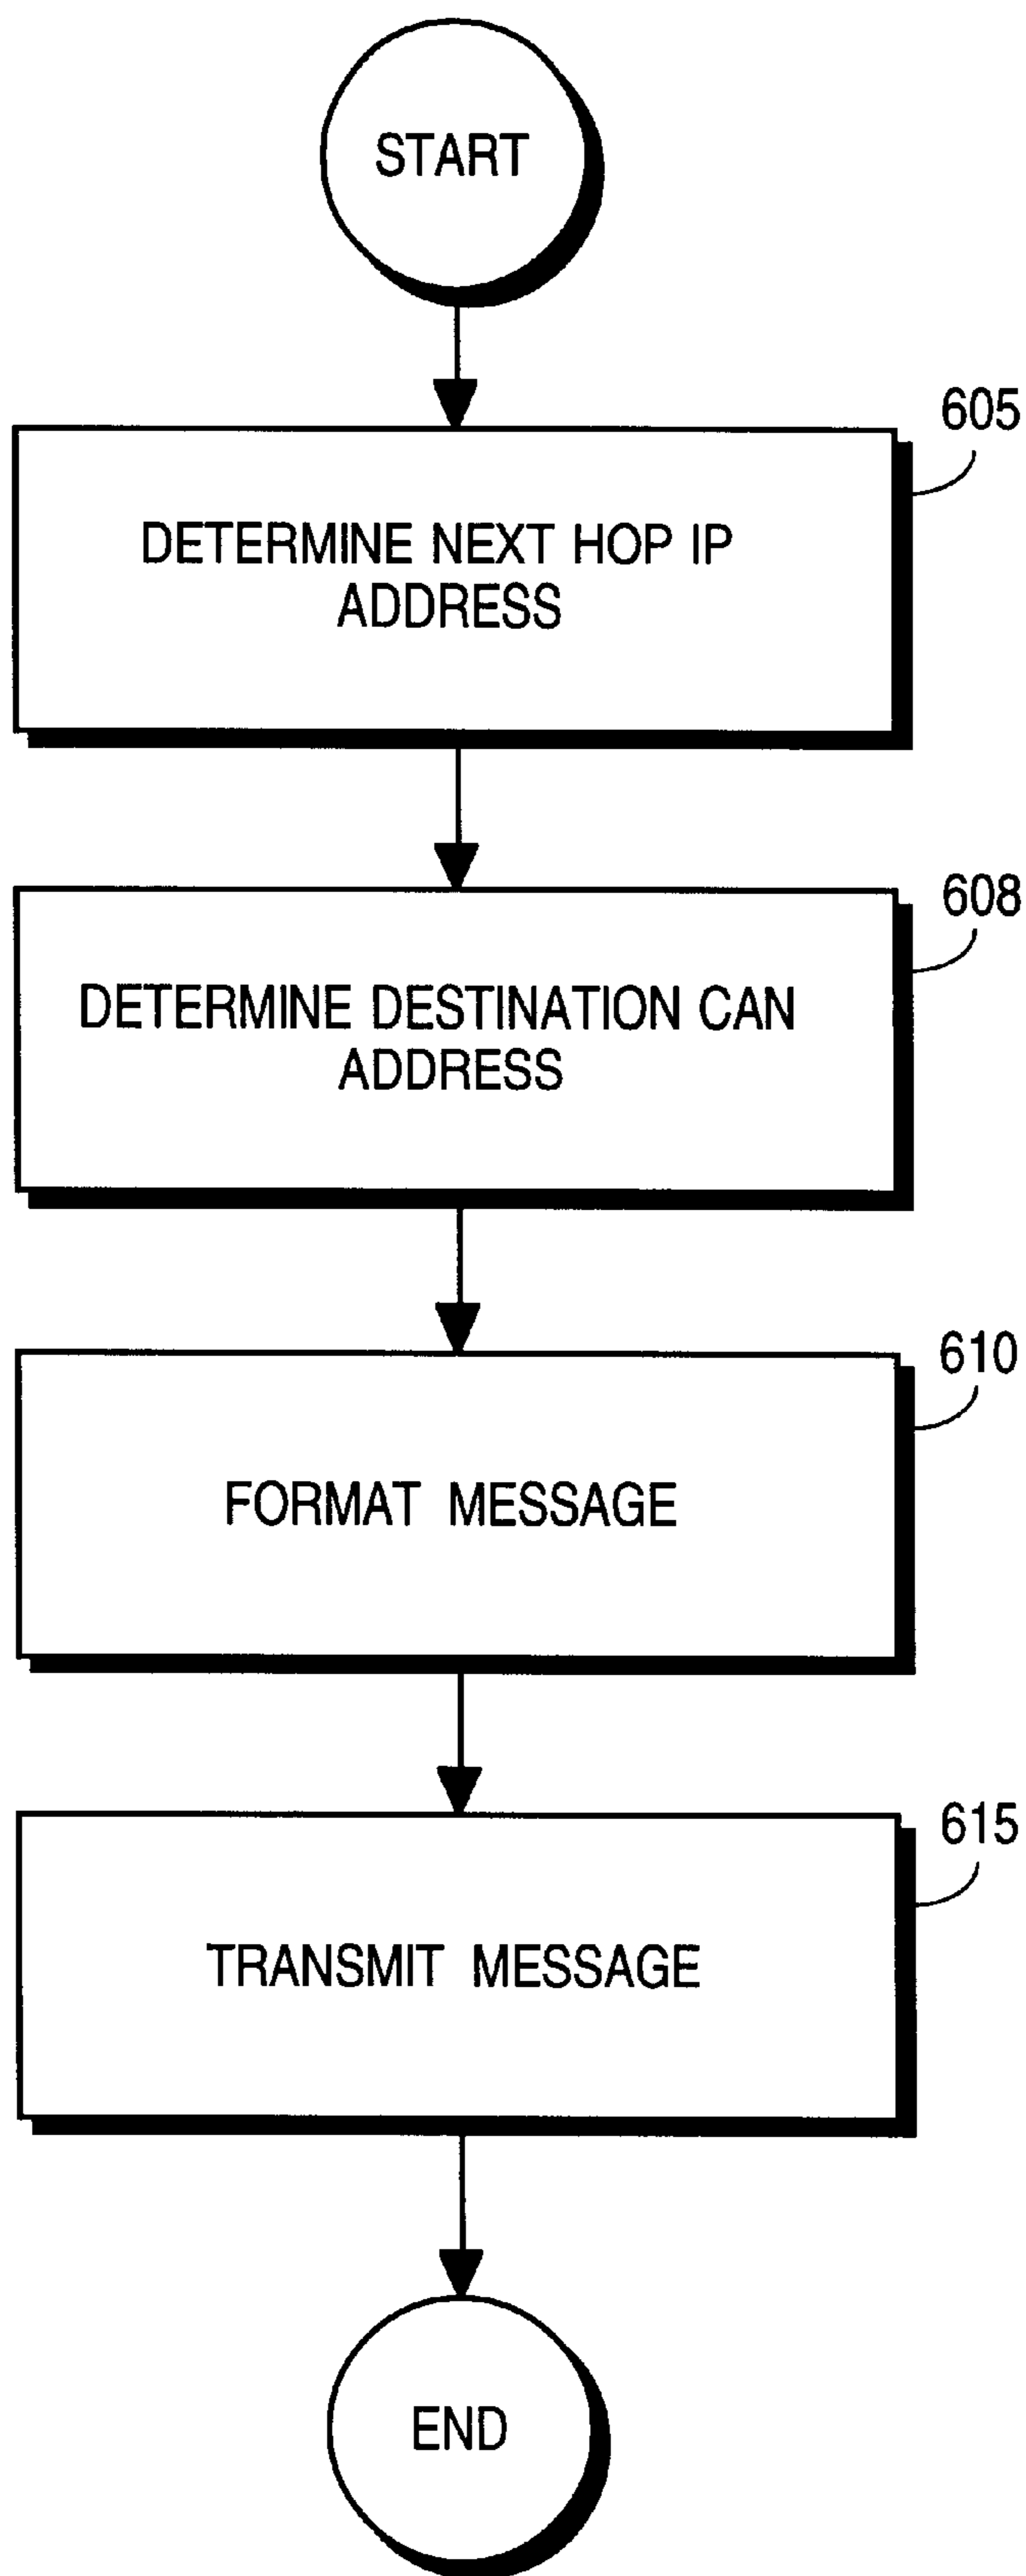 START
605
DETERMINE NEXT HOP IP
ADDRESS
608
DETERMINE DESTINATION CAN
ADDRESS
610
FORMAT MESSAGE
615
TRANSMIT MESSAGE
END